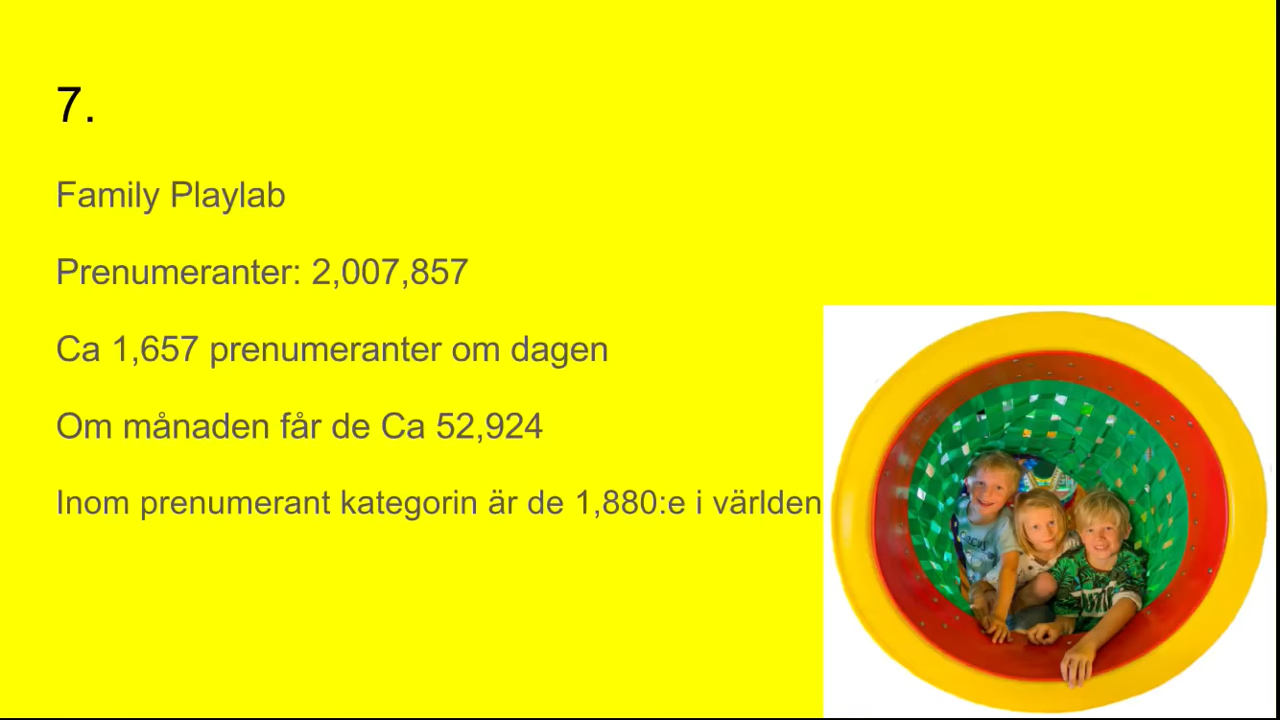 7.
Family Playlab
Prenumeranter: 2,007,857
Ca 1,657 prenumeranter om dagen
Om månaden får de Ca 52,924
Inom prenumerant kategorin är de 1,880:e i världen